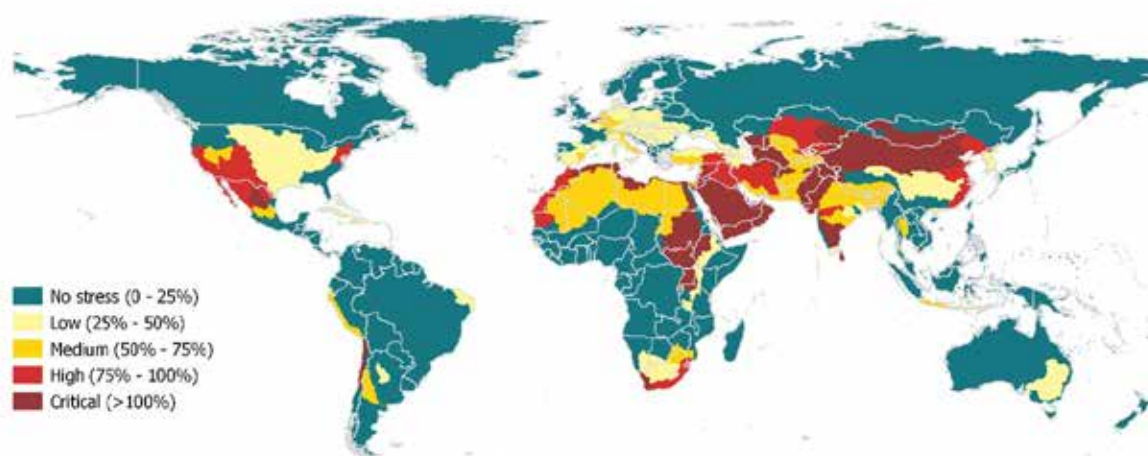 No stress (0 - 25%)
Low (25% - 50%)
Medium (50% - 75%)
High (75% - 100%)
Critical (>100%)